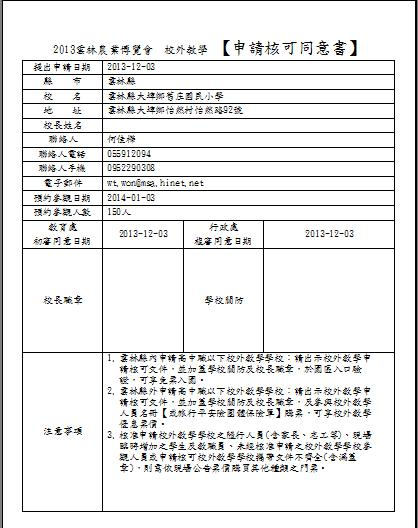 2013雲林農業博覽會 校外教學 【申請核可同意書】
提出申請日期 2013-12-03
縣 市 雲林縣
校 名 雲林縣大埤鄉舊庄國民小學
地 址 雲林縣大埤鄉怡然村怡然路92號
校長姓名
聯絡人 何佳樺
聯絡人電話 055912094
聯絡人手機 0952290308
電子郵件 wt.won@msa.hinet.net
預約參觀日期 2014-01-03
預約參觀人數 150人
教育處 行政處
初審同意日期 2013-12-03 複審同意日期 2013-12-03
校長職章 學校關防
注意事項
1. 雲林縣內申請高中職以下校外教學學校：請出示校外教學申
請核可文件，並加蓋學校關防及校長職章，於園區入口驗
證，可享免票入園。
2. 雲林縣外申請高中職以下校外教學學校：請出示校外教學申
請核可文件，並加蓋學校關防及校長職章，及參與校外教學
人員名冊【或旅行平安險團體保險單】購票，可享校外教學
優惠票價。
3. 核准申請校外教學學校之隨行人員(含家長、志工等)、現場
臨時增加之學生及教職員、未經核准申請之校外教學學校參
觀人員或申請核可校外教學學校攜帶文件不齊全(含漏蓋
章)，則需依現場公告票價購買其他種類之門票。